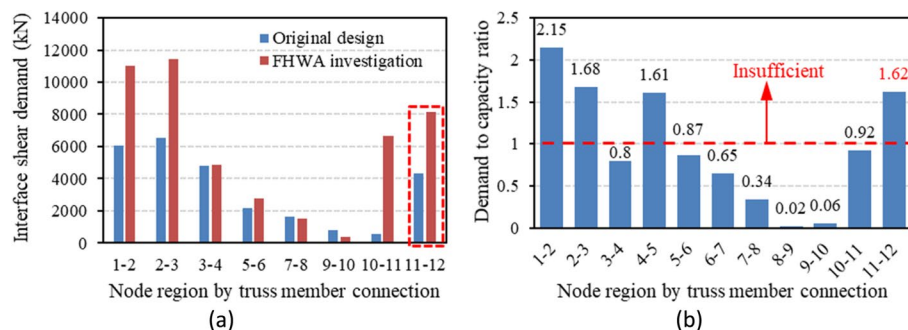 Interface shear demand (kN)
14000
12000
10000
8000
6000
4000
2000
0
Original design
FHWA investigation
1-2 2-3 3-4 5-6 7-8 9-10 10-11 11-12
Node region by truss member connection
(a)
Demand to capacity ratio
2.5
2
1.5
1
0.5
0
2.15
1.68
0.8
1.61
0.87
0.65
0.34
0.02
0.06
0.92
1.62
Insufficient
1-2 2-3 3-4 4-5 5-6 6-7 7-8 8-9 9-10 10-11 11-12
Node region by truss member connection
(b)